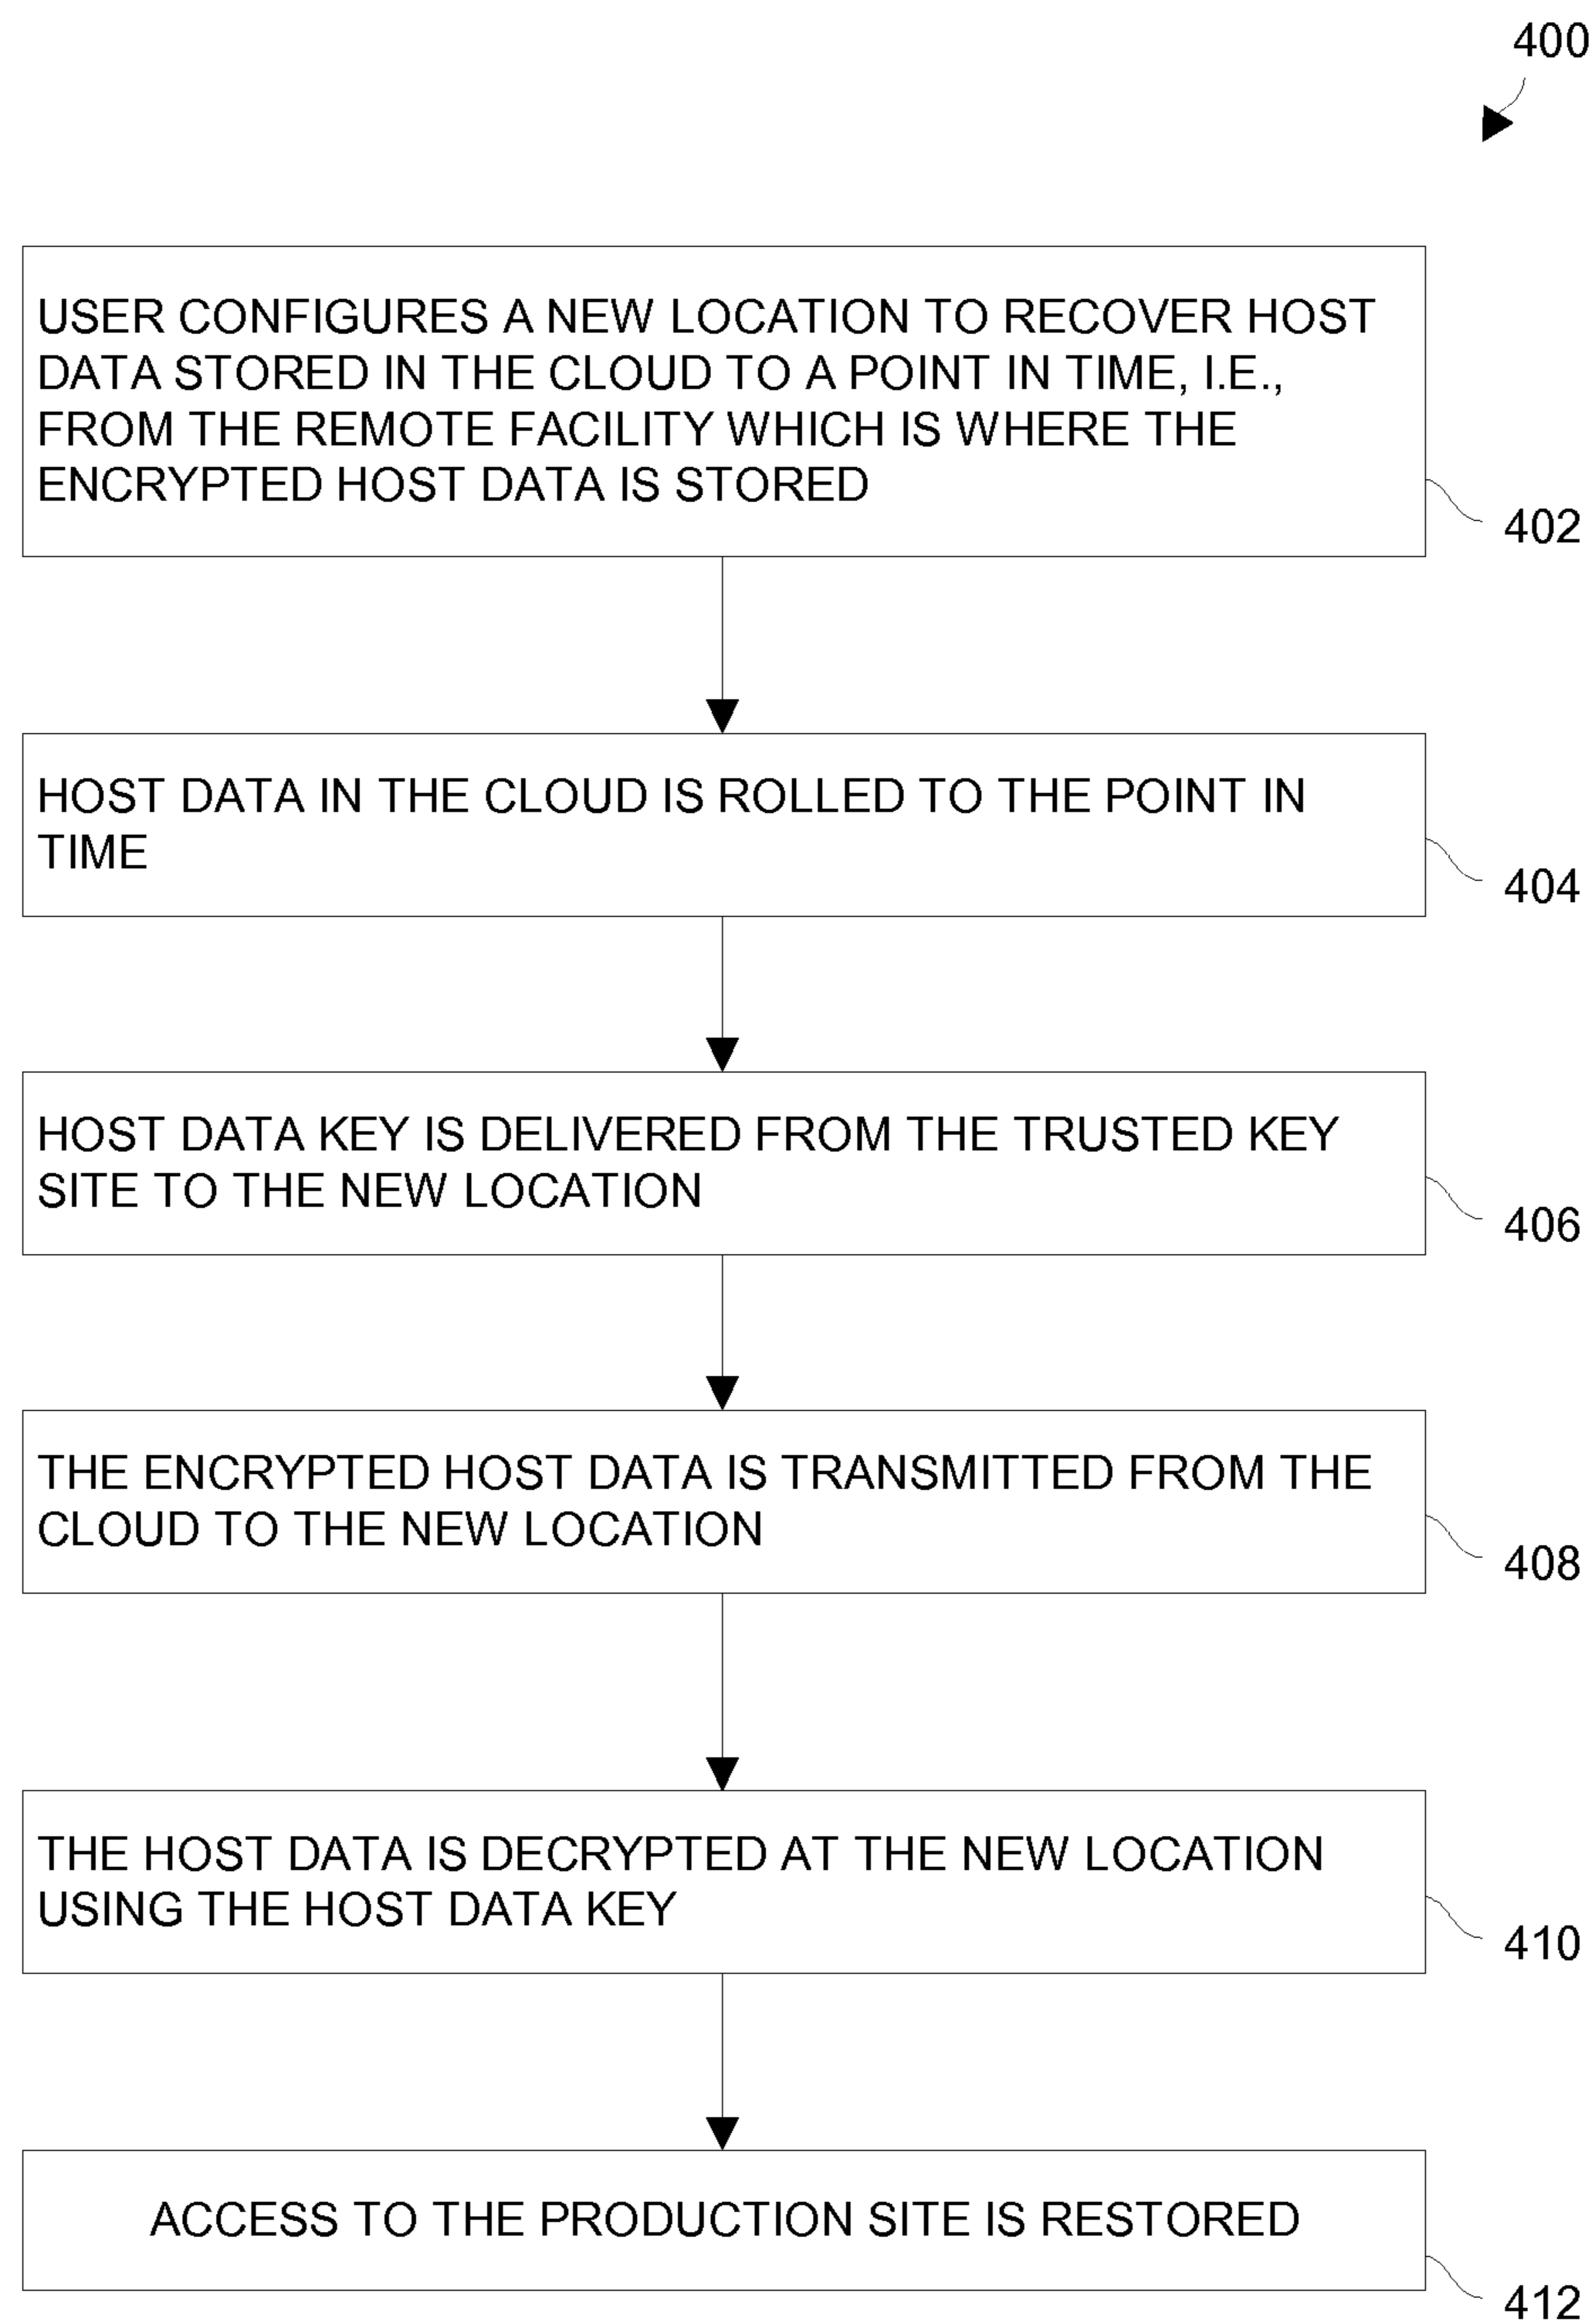 400
USER CONFIGURES A NEW LOCATION TO RECOVER HOST
DATA STORED IN THE CLOUD TO A POINT IN TIME, I.E.,
FROM THE REMOTE FACILITY WHICH IS WHERE THE
ENCRYPTED HOST DATA IS STORED
402
HOST DATA IN THE CLOUD IS ROLLED TO THE POINT IN
TIME
404
HOST DATA KEY IS DELIVERED FROM THE TRUSTED KEY
SITE TO THE NEW LOCATION
406
THE ENCRYPTED HOST DATA IS TRANSMITTED FROM THE
CLOUD TO THE NEW LOCATION
408
THE HOST DATA IS DECRYPTED AT THE NEW LOCATION
USING THE HOST DATA KEY
410
ACCESS TO THE PRODUCTION SITE IS RESTORED
412